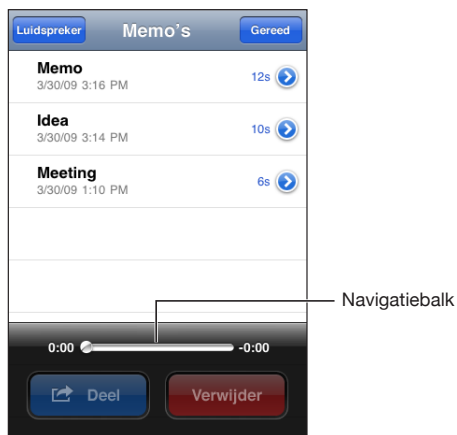 Luidspreker Memo's Gereed
Memo
3/30/09 3:16 PM
12s
Idea
3/30/09 3:14 PM
10s
Meeting
3/30/09 1:10 PM
6s
Navigatiebalk
0:00 -0:00
Deel Verwijder